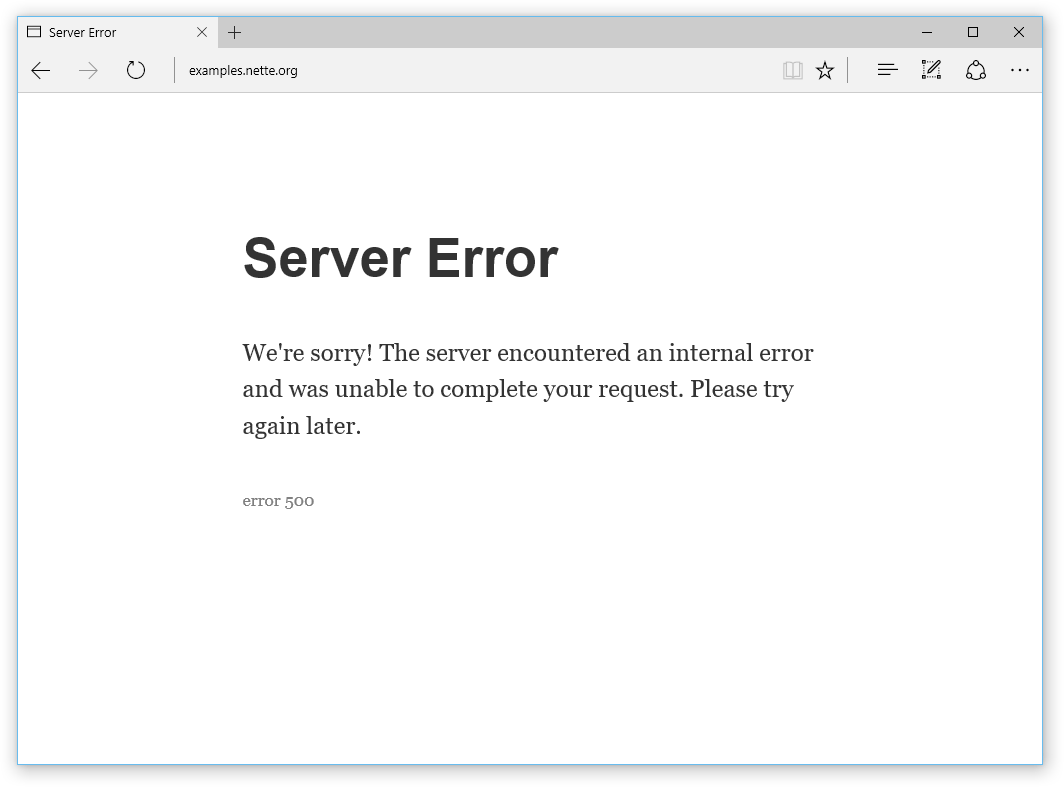 Server Error
examples.nette.org
Server Error
We're sorry! The server encountered an internal error
and was unable to complete your request. Please try
again later.
error 500